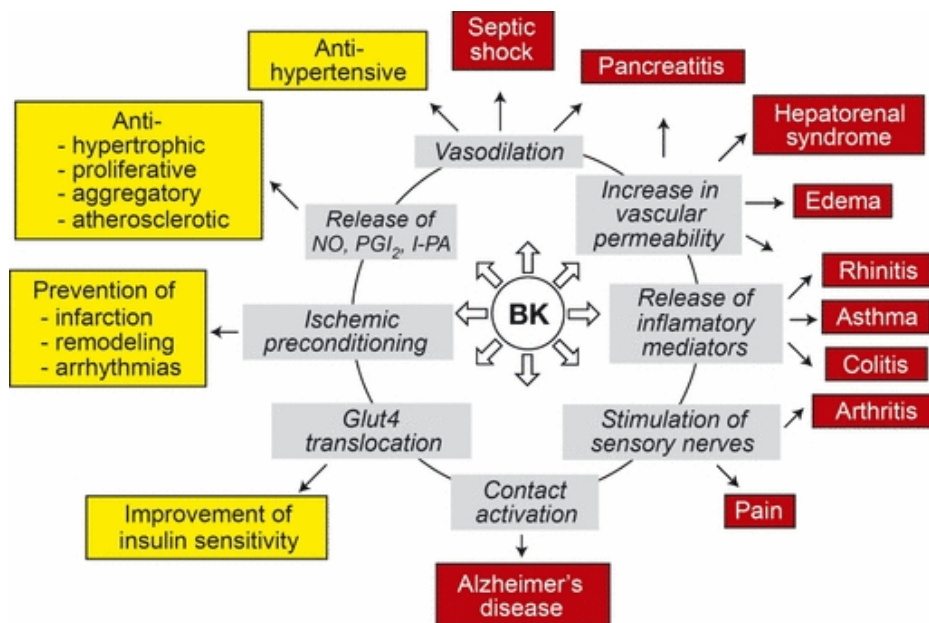 Septic
shock
Anti-
hypertensive
Pancreatitis
Hepatorenal
syndrome
Anti-
- hypertrophic
- proliferative
- aggregatory
- atherosclerotic
Vasodilation
Increase in
vascular
permeability
Edema
Release of
NO, PGI₂, I-PA
Rhinitis
Prevention of
- infarction
- remodeling
- arrhythmias
Ischemic
preconditioning
BK
Release of
inflamatory
mediators
Asthma
Colitis
Glut4
translocation
Stimulation of
sensory nerves
Arthritis
Improvement of
insulin sensitivity
Contact
activation
Pain
Alzheimer's
disease